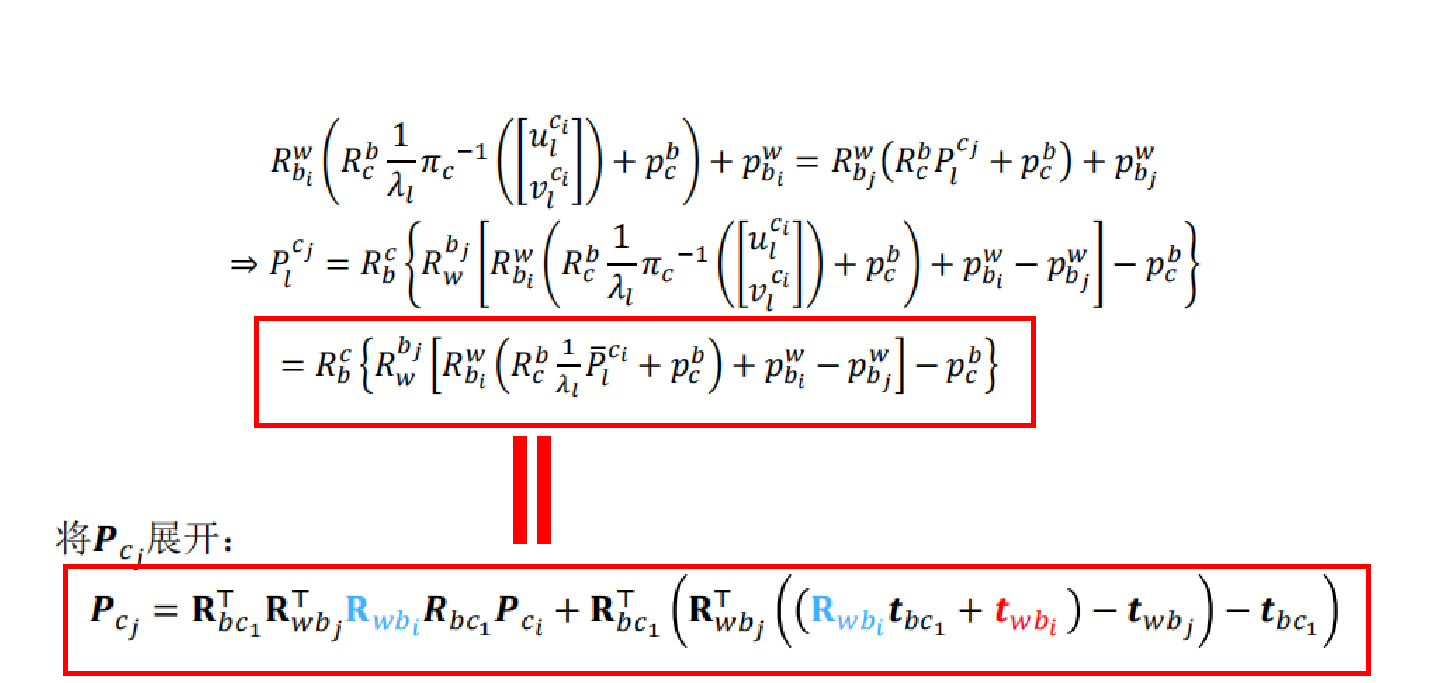 R_{b_i}^w ( R_c^b \frac{1}{λ_l} π_c^{-1} ( [ u_l^{c_i} ; v_l^{c_i} ] ) + p_c^b ) + p_{b_i}^w = R_{b_j}^w ( R_c^b P_l^{c_j} + p_c^b ) + p_{b_j}^w
⇒ P_l^{c_j} = R_b^c { R_w^{b_j} [ R_{b_i}^w ( R_c^b \frac{1}{λ_l} π_c^{-1} ( [ u_l^{c_i} ; v_l^{c_i} ] ) + p_c^b ) + p_{b_i}^w − p_{b_j}^w ] − p_c^b }
= R_b^c { R_w^{b_j} [ R_{b_i}^w ( R_c^b \frac{1}{λ_l} \bar{P}_l^{c_i} + p_c^b ) + p_{b_i}^w − p_{b_j}^w ] − p_c^b }
将P_{c_j}展开：
P_{c_j} = R_{bc_1}^T R_{wb_j}^T R_{wb_i} R_{bc_1} P_{c_i} + R_{bc_1}^T ( R_{wb_j}^T ( ( R_{wb_i} t_{bc_1} + t_{wb_i} ) − t_{wb_j} ) − t_{bc_1} )